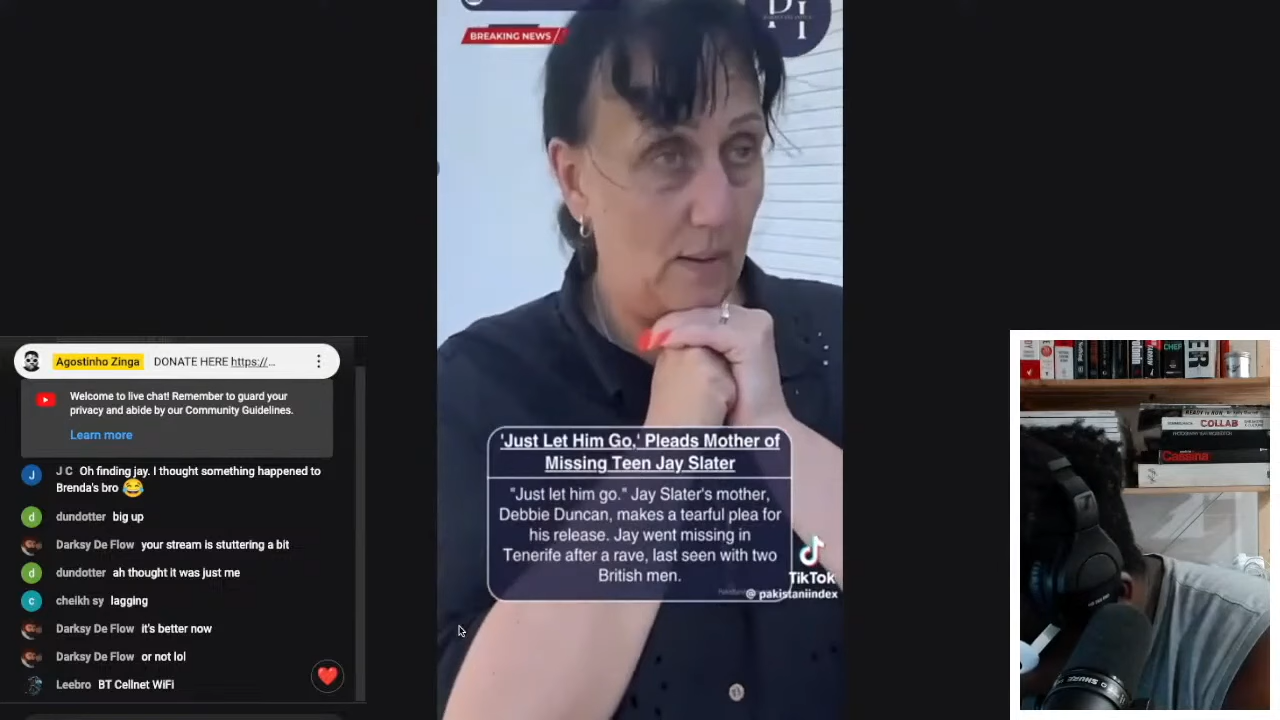 BREAKING NEWS
PI
'Just Let Him Go,' Pleads Mother of
Missing Teen Jay Slater
"Just let him go." Jay Slater's mother,
Debbie Duncan, makes a tearful plea for
his release. Jay went missing in
Tenerife after a rave, last seen with two
British men.
TikTok
@ pakistaniindex
Agostinho Zinga DONATE HERE https://...
Welcome to live chat! Remember to guard your
privacy and abide by our Community Guidelines.
Learn more
J
J C Oh finding jay. I thought something happened to
Brenda's bro 😂
d
dundotter big up
Darksy De Flow your stream is stuttering a bit
d
dundotter ah thought it was just me
c
cheikh sy lagging
Darksy De Flow it's better now
Darksy De Flow or not lol
Leebro BT Cellnet WiFi
CHEF
COLLAB
Cassina
SHURE